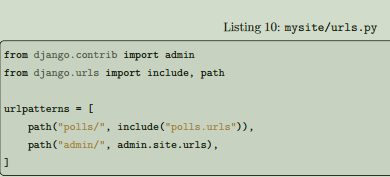 Listing 10: mysite/urls.py
from django.contrib import admin
from django.urls import include, path

urlpatterns = [
    path("polls/", include("polls.urls")),
    path("admin/", admin.site.urls),
]